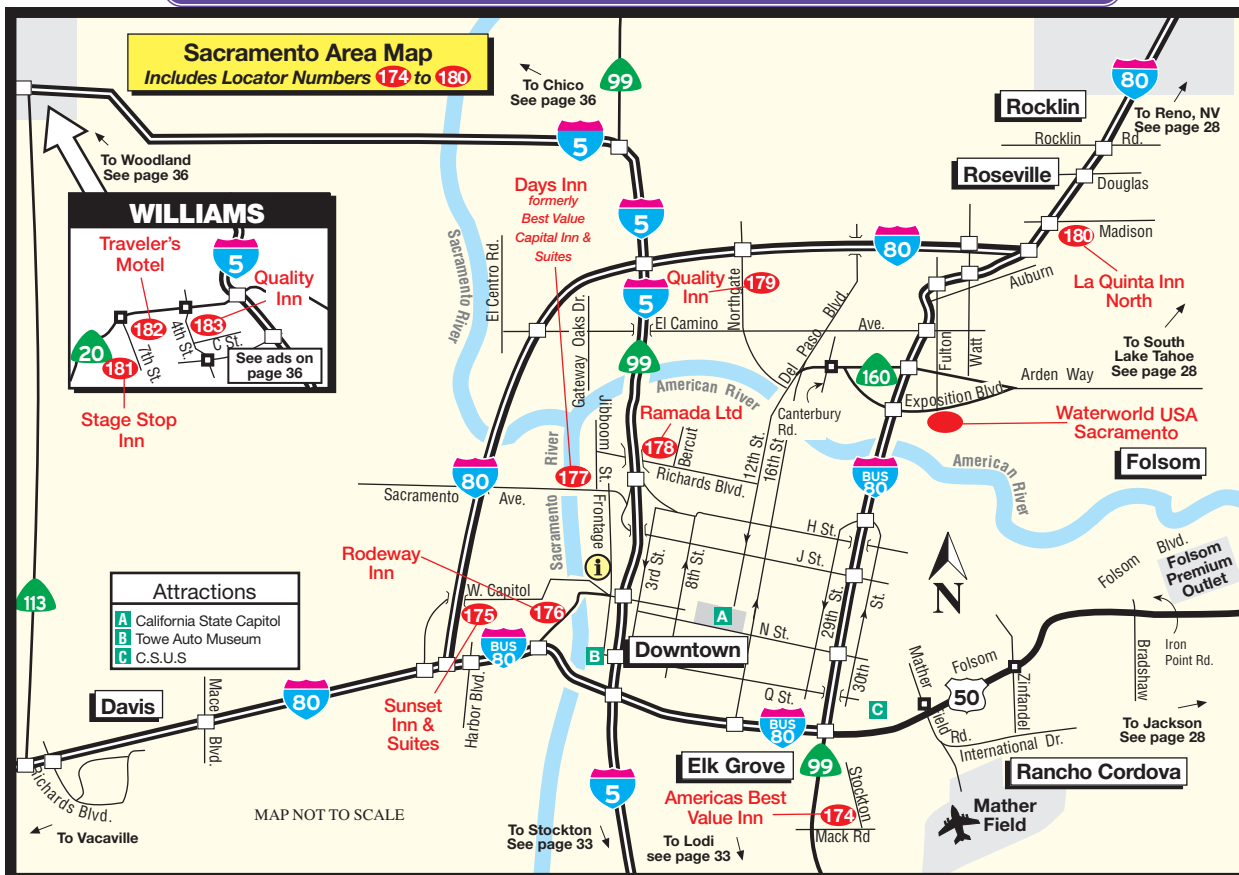 Sacramento Area Map
Includes Locator Numbers 174 to 180
To Chico
See page 36
99
5
80
Rocklin
To Reno, NV
See page 28
Rocklin Rd.
Roseville
Douglas
To Woodland
See page 36
WILLIAMS
Traveler's
Motel
5
Quality
Inn
182
183
4th St.
C St.
20
181
7th St
See ads on
page 36
Stage Stop
Inn
Days Inn
formerly
Best Value
Capital Inn &
Suites
5
80
180
Madison
La Quinta Inn
North
Auburn
Sacramento River
El Centro Rd.
Quality
Inn
179
Northgate
5
Gateway Oaks Dr.
El Camino Ave.
Del Paso Blvd.
Fulton
Watt
To South
Lake Tahoe
See page 28
99
160
Arden Way
American River
Exposition Blvd.
Canterbury
Rd.
Waterworld USA
Sacramento
Ramada Ltd
178
Bercut
Jibboom St.
12th St.
16th St
Richards Blvd.
Folsom
American River
80
177
Sacramento River
BUS
80
Sacramento Ave.
Frontage
H St.
J St.
3rd St.
8th St.
Rodeway
Inn
i
W. Capitol
175
176
29th St.
30th St.
N
Folsom Blvd.
Folsom
Premium
Outlet
113
Attractions
A California State Capitol
B Towe Auto Museum
C C.S.U.S
A
N St.
B
Downtown
BUS
80
Q St.
Mather Field Rd.
Folsom
Zinfandel
Bradshaw
Iron
Point Rd.
50
Davis
Mace Blvd.
80
Harbor Blvd.
Sunset
Inn &
Suites
BUS
80
C
To Jackson
See page 28
International Dr.
Elk Grove
99
Rancho Cordova
Richards Blvd.
5
Americas Best
Value Inn
174
Stockton
Mack Rd
Mather
Field
MAP NOT TO SCALE
To Vacaville
To Stockton
See page 33
To Lodi
see page 33